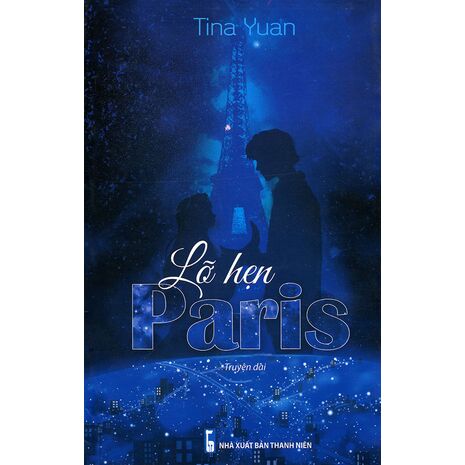 Tina Yuan
Lỡ hẹn
Paris
Truyện dài
NHÀ XUẤT BẢN THANH NIÊN